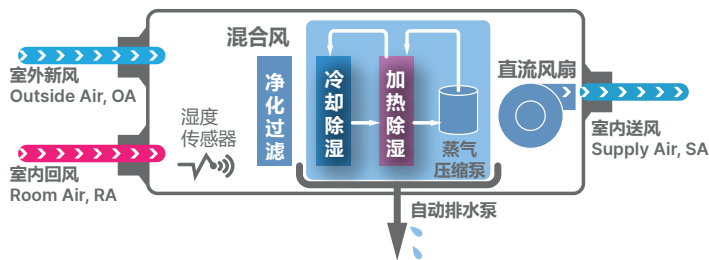 混合风
室外新风
Outside Air, OA
湿度
传感器
室内回风
Room Air, RA
净化过滤
冷却除湿
加热除湿
蒸气
压缩泵
直流风扇
室内送风
Supply Air, SA
自动排水泵